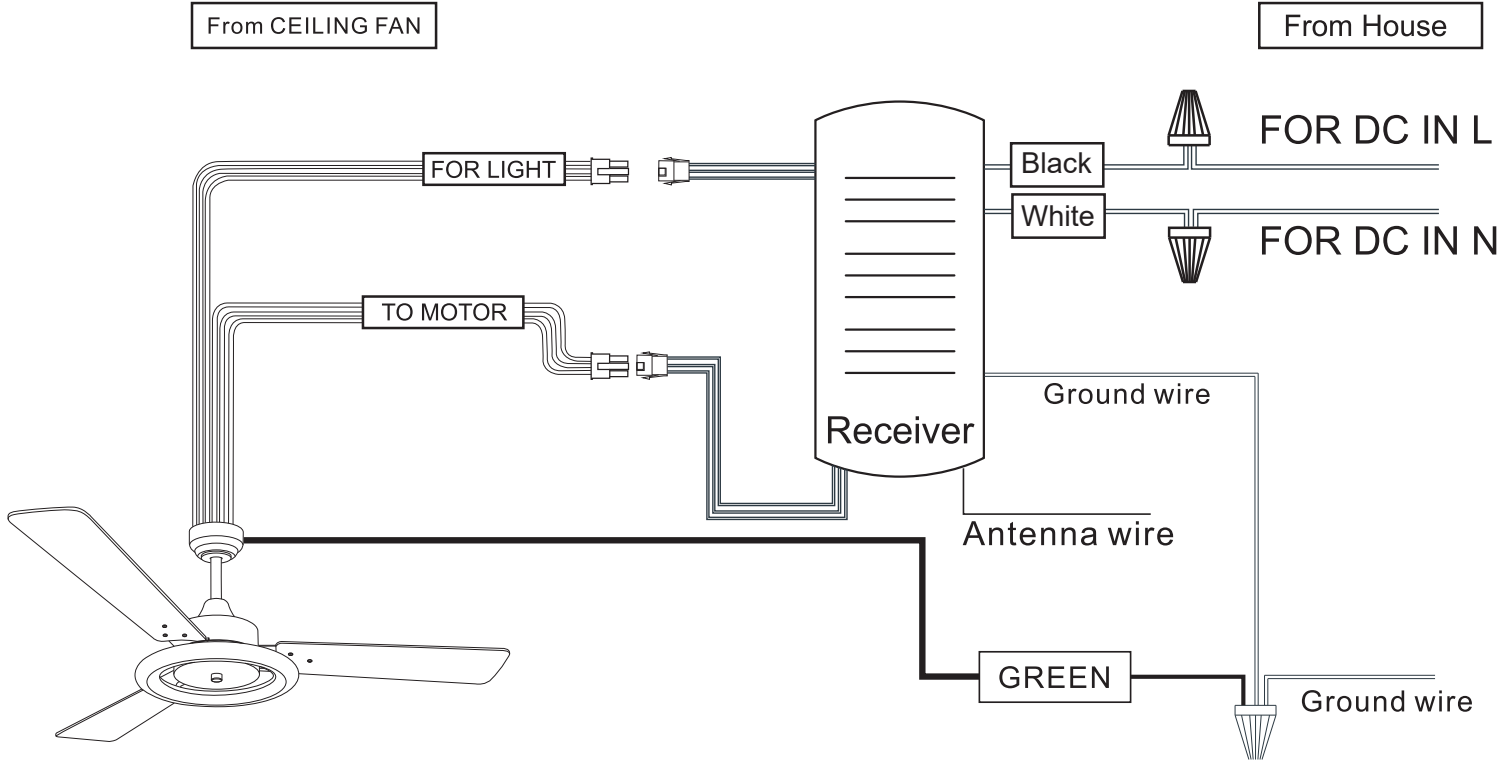 From CEILING FAN
From House
FOR DC IN L
FOR LIGHT
Black
White
FOR DC IN N
TO MOTOR
Ground wire
Receiver
Antenna wire
GREEN
Ground wire